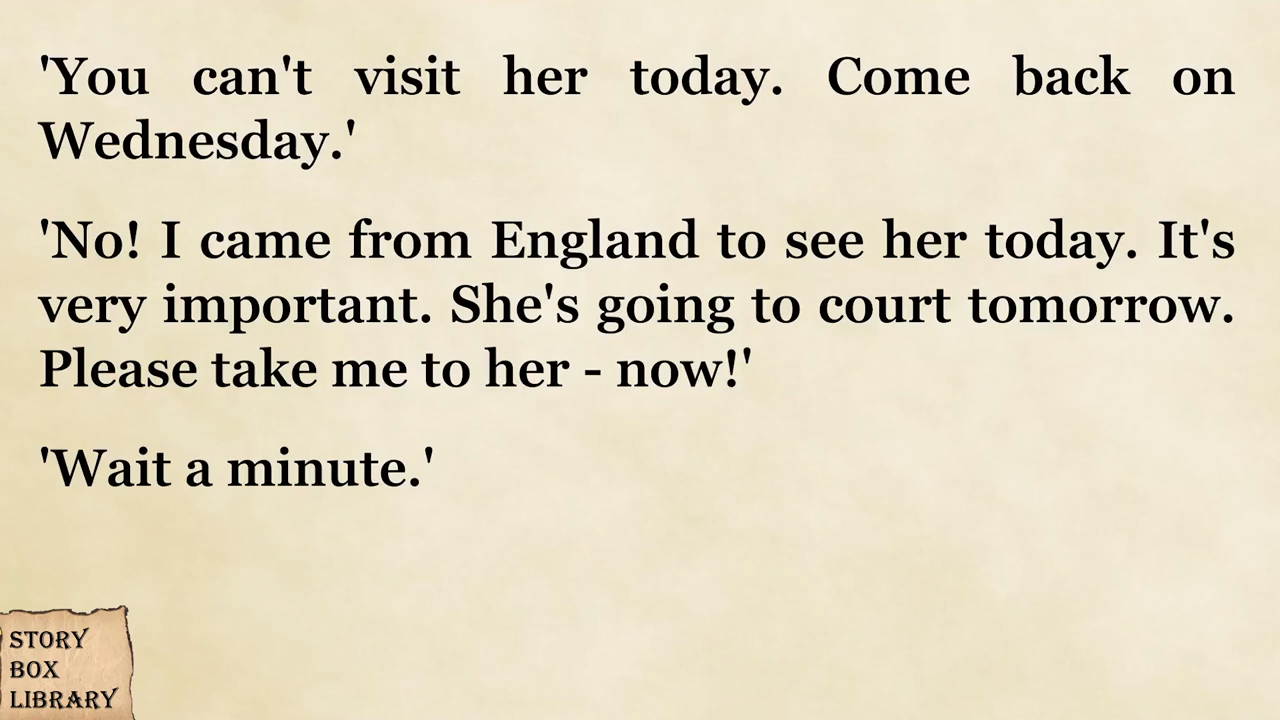 'You can't visit her today. Come back on
Wednesday.'
'No! I came from England to see her today. It's
very important. She's going to court tomorrow.
Please take me to her - now!'
'Wait a minute.'
STORY
BOX
LIBRARY